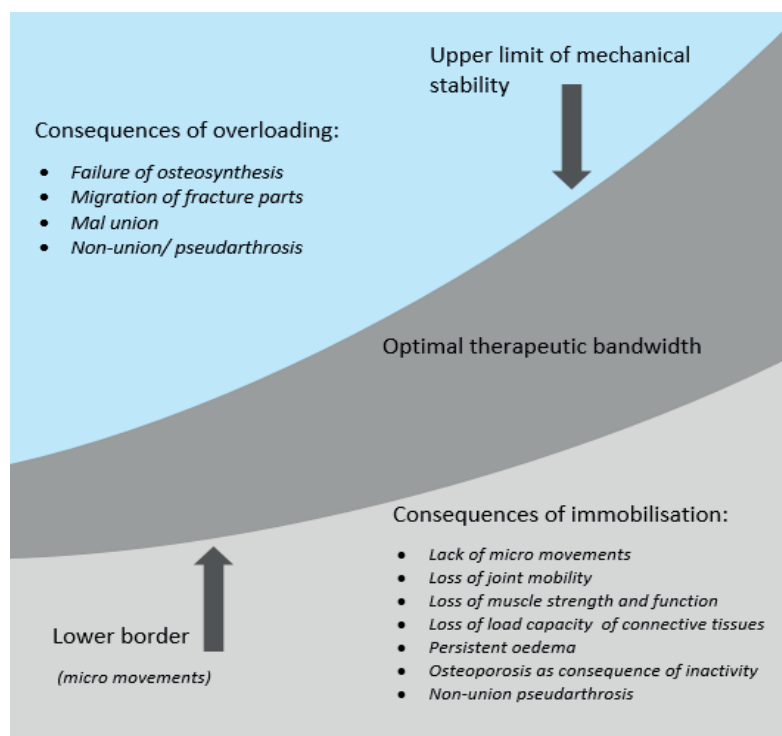 Upper limit of mechanical
stability
Consequences of overloading:
• Failure of osteosynthesis
• Migration of fracture parts
• Mal union
• Non-union/ pseudarthrosis
Optimal therapeutic bandwidth
Consequences of immobilisation:
• Lack of micro movements
• Loss of joint mobility
• Loss of muscle strength and function
• Loss of load capacity of connective tissues
• Persistent oedema
• Osteoporosis as consequence of inactivity
• Non-union pseudarthrosis
Lower border
(micro movements)